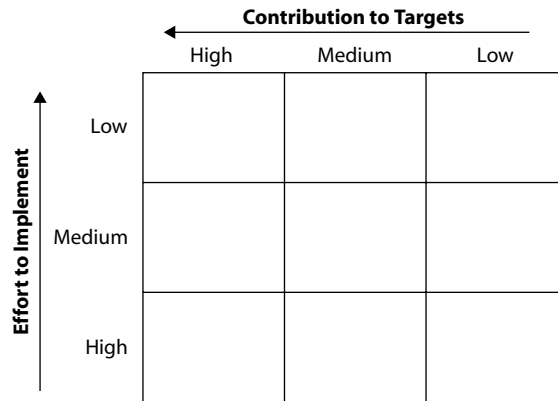 Contribution to Targets
High Medium Low
Effort to Implement
Low
Medium
High